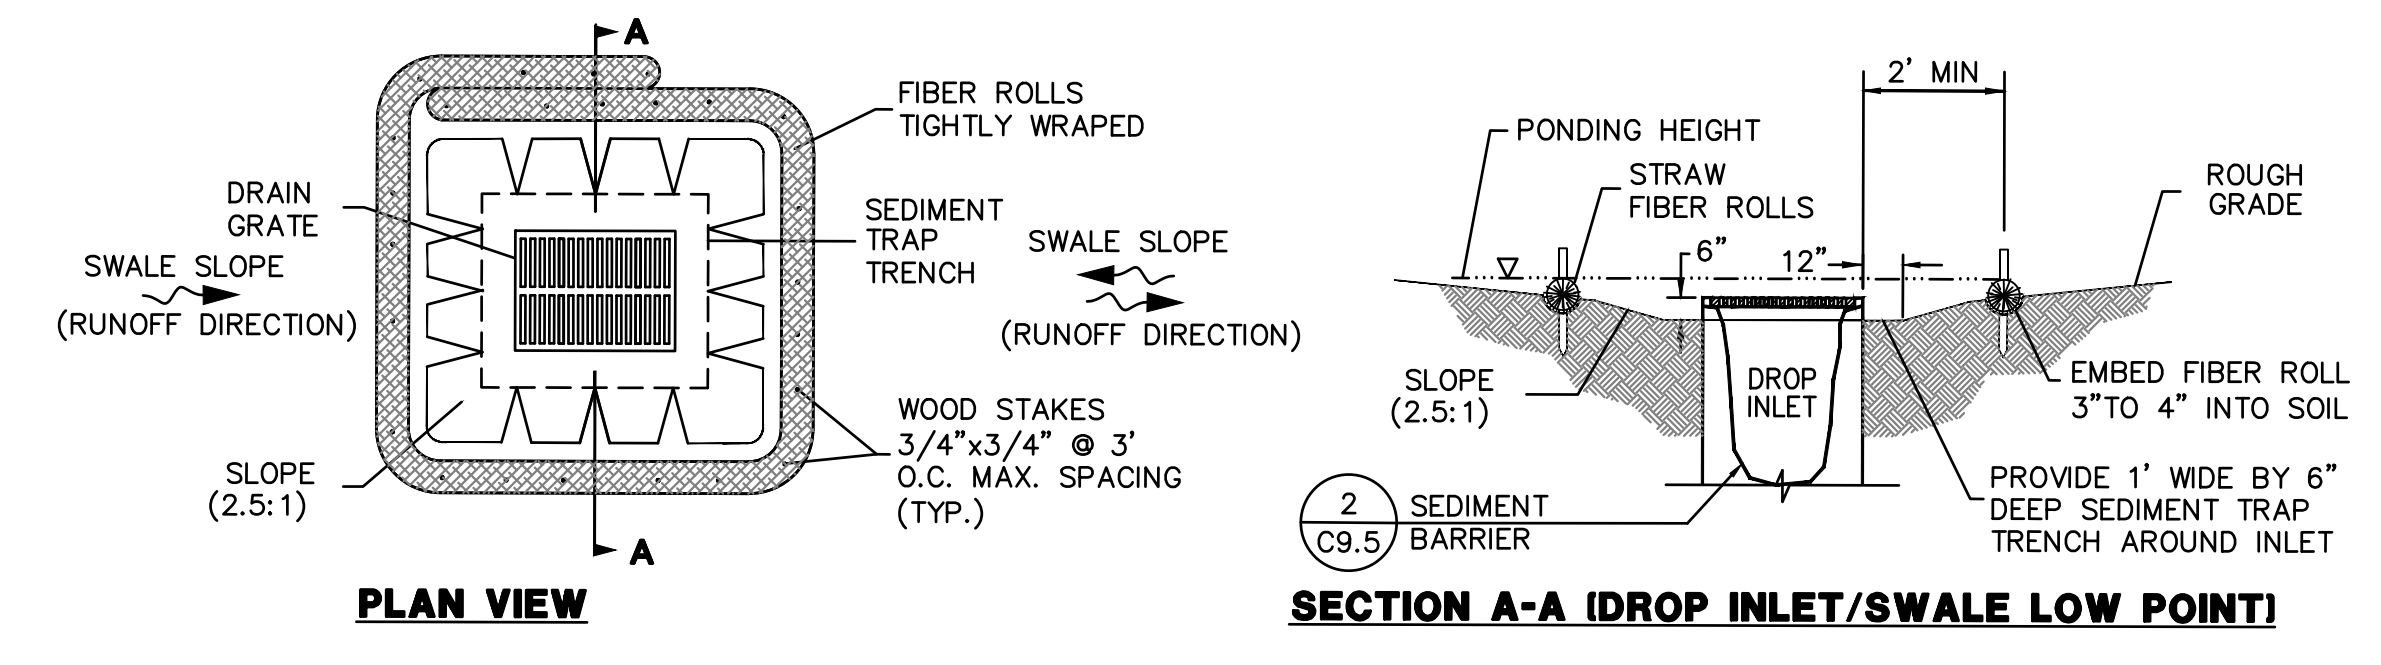 A
FIBER ROLLS
TIGHTLY WRAPED
DRAIN
GRATE
SEDIMENT
TRAP
TRENCH
SWALE SLOPE
(RUNOFF DIRECTION)
SWALE SLOPE
(RUNOFF DIRECTION)
WOOD STAKES
3/4"x3/4" @ 3'
O.C. MAX. SPACING
(TYP.)
SLOPE
(2.5:1)
A
PLAN VIEW
2' MIN
PONDING HEIGHT
STRAW
FIBER ROLLS
ROUGH
GRADE
6"
12"
SLOPE
(2.5:1)
DROP
INLET
EMBED FIBER ROLL
3"TO 4" INTO SOIL
PROVIDE 1' WIDE BY 6"
DEEP SEDIMENT TRAP
TRENCH AROUND INLET
2
C9.5
SEDIMENT
BARRIER
SECTION A-A (DROP INLET/SWALE LOW POINT)